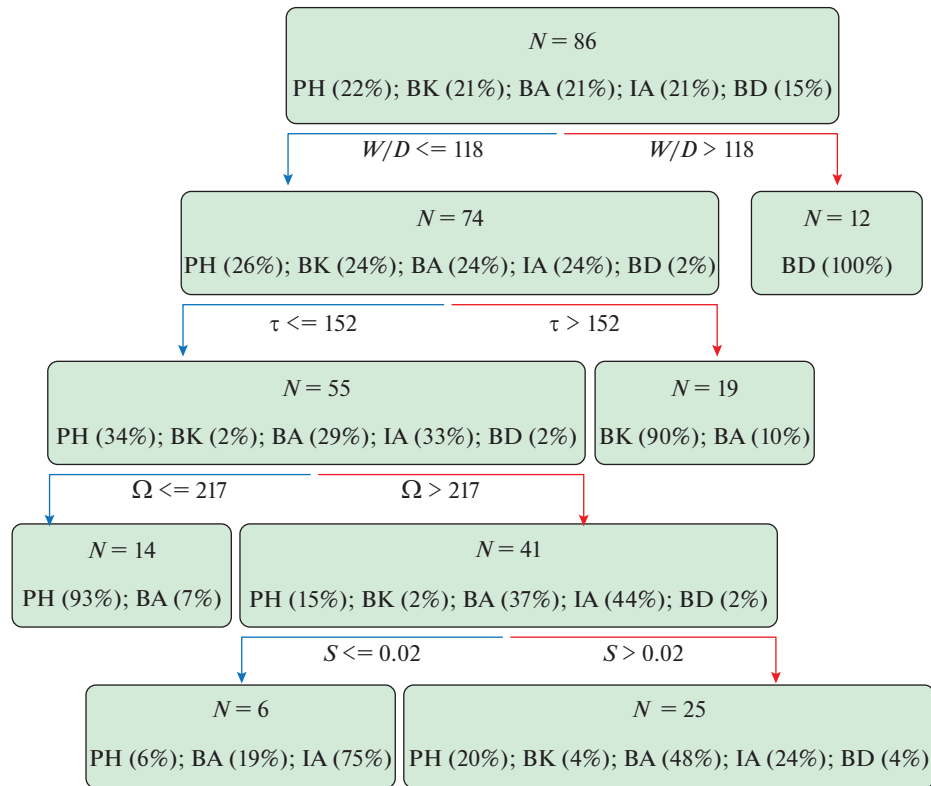 N = 86
PH (22%); BK (21%); BA (21%); IA (21%); BD (15%)
W/D <= 118
W/D > 118
N = 74
PH (26%); BK (24%); BA (24%); IA (24%); BD (2%)
N = 12
BD (100%)
τ <= 152
τ > 152
N = 55
PH (34%); BK (2%); BA (29%); IA (33%); BD (2%)
N = 19
BK (90%); BA (10%)
Ω <= 217
Ω > 217
N = 14
PH (93%); BA (7%)
N = 41
PH (15%); BK (2%); BA (37%); IA (44%); BD (2%)
S <= 0.02
S > 0.02
N = 6
PH (6%); BA (19%); IA (75%)
N = 25
PH (20%); BK (4%); BA (48%); IA (24%); BD (4%)